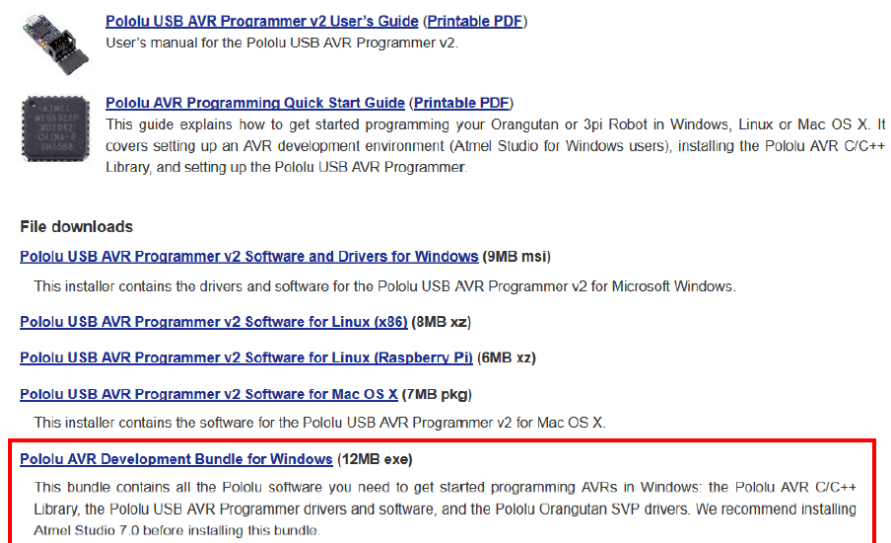 Pololu USB AVR Programmer v2 User's Guide (Printable PDF)
User's manual for the Pololu USB AVR Programmer v2.
Pololu AVR Programming Quick Start Guide (Printable PDF)
This guide explains how to get started programming your Orangutan or 3pi Robot in Windows, Linux or Mac OS X. It
covers setting up an AVR development environment (Atmel Studio for Windows users), installing the Pololu AVR C/C++
Library, and setting up the Pololu USB AVR Programmer.
File downloads
Pololu USB AVR Programmer v2 Software and Drivers for Windows (9MB msi)
This installer contains the drivers and software for the Pololu USB AVR Programmer v2 for Microsoft Windows.
Pololu USB AVR Programmer v2 Software for Linux (x86) (8MB xz)
Pololu USB AVR Programmer v2 Software for Linux (Raspberry Pi) (6MB xz)
Pololu USB AVR Programmer v2 Software for Mac OS X (7MB pkg)
This installer contains the software for the Pololu USB AVR Programmer v2 for Mac OS X.
Pololu AVR Development Bundle for Windows (12MB exe)
This bundle contains all the Pololu software you need to get started programming AVRs in Windows: the Pololu AVR C/C++
Library, the Pololu USB AVR Programmer drivers and software, and the Pololu Orangutan SVP drivers. We recommend installing
Atmel Studio 7.0 before installing this bundle.